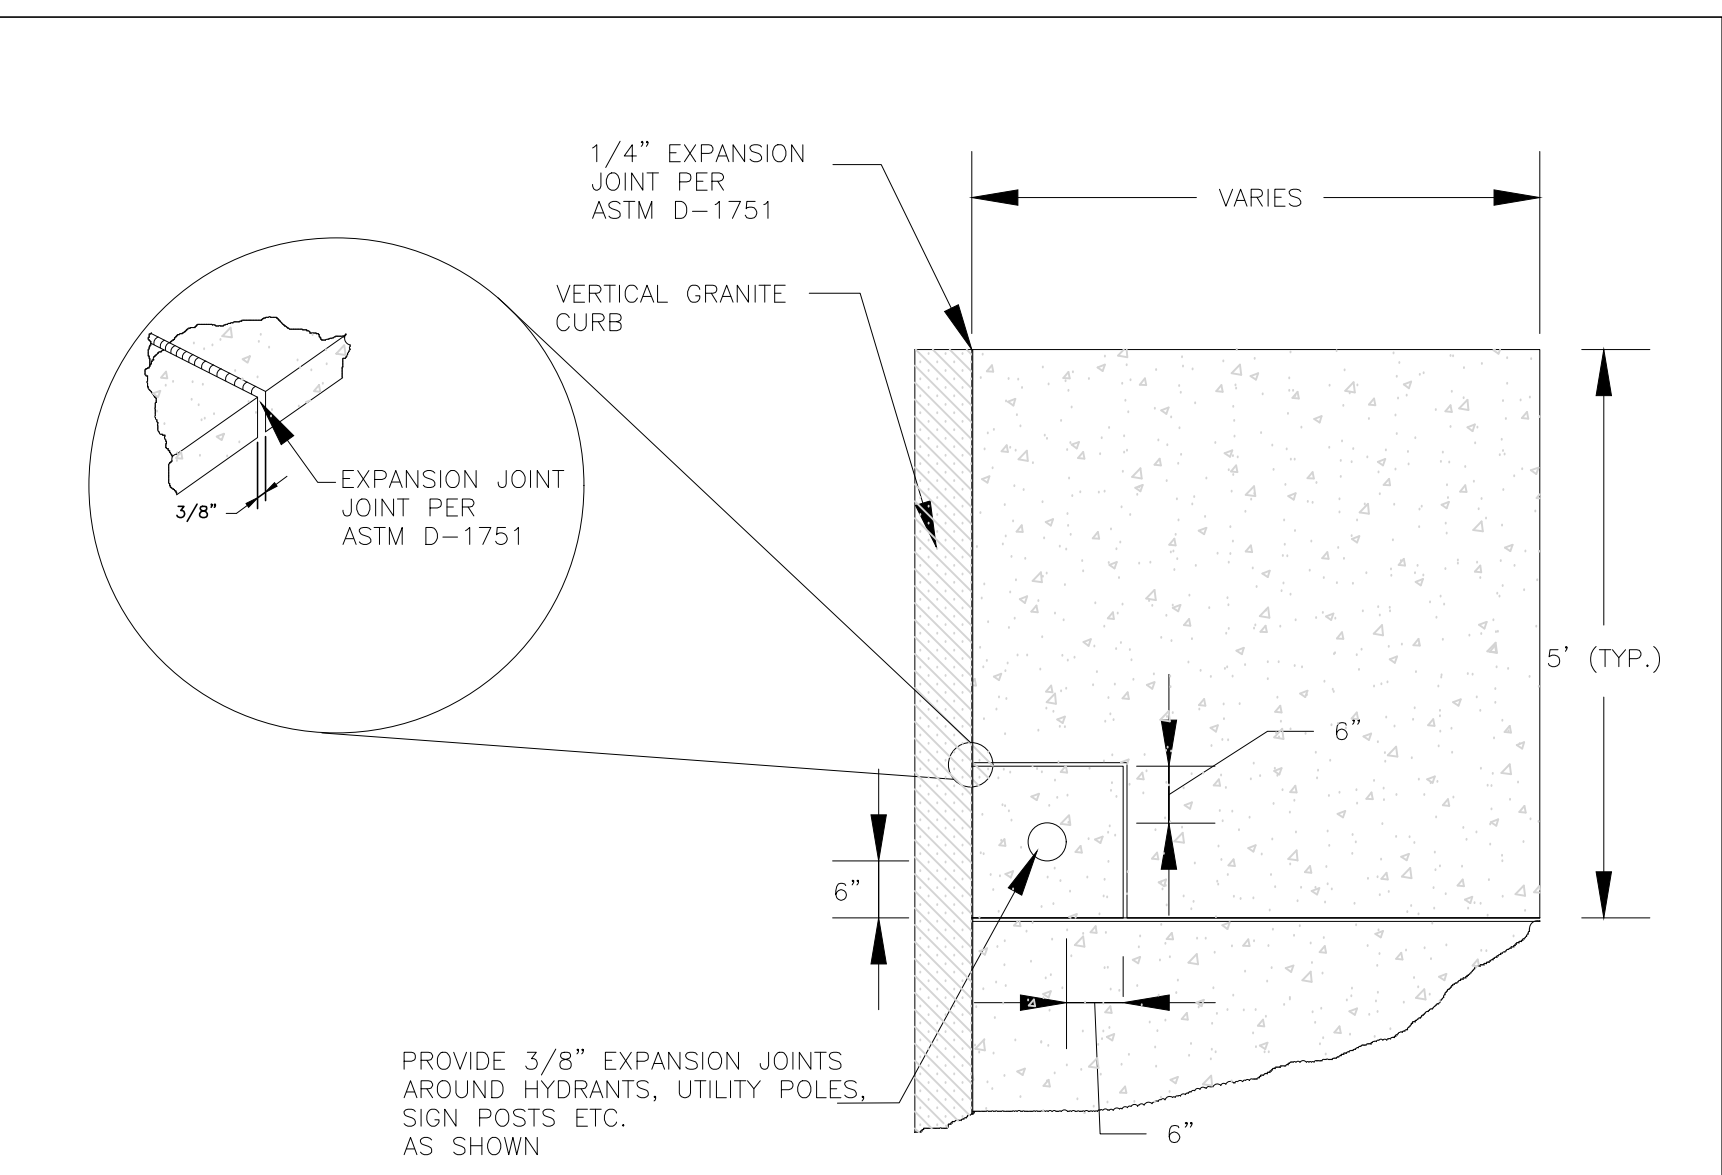 1/4” EXPANSION
JOINT PER
ASTM D-1751
VARIES
VERTICAL GRANITE
CURB
EXPANSION JOINT
JOINT PER
ASTM D-1751
3/8”
5’ (TYP.)
6”
6”
PROVIDE 3/8” EXPANSION JOINTS
AROUND HYDRANTS, UTILITY POLES,
SIGN POSTS ETC.
AS SHOWN
6”